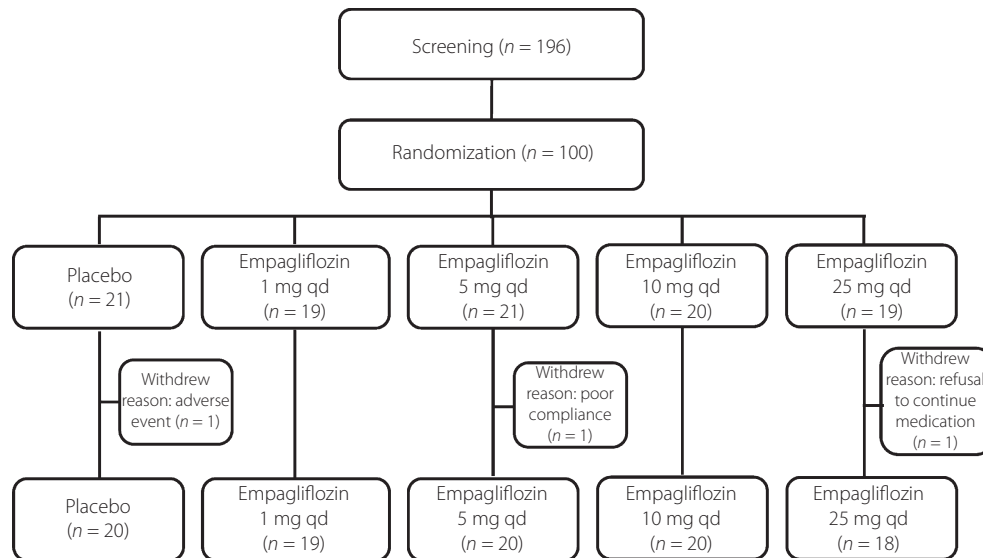 Screening (n = 196)
Randomization (n = 100)
Placebo
(n = 21)
Empagliflozin
1 mg qd
(n = 19)
Empagliflozin
5 mg qd
(n = 21)
Empagliflozin
10 mg qd
(n = 20)
Empagliflozin
25 mg qd
(n = 19)
Withdrew
reason: adverse
event (n = 1)
Withdrew
reason: poor
compliance
(n = 1)
Withdrew
reason: refusal
to continue
medication
(n = 1)
Placebo
(n = 20)
Empagliflozin
1 mg qd
(n = 19)
Empagliflozin
5 mg qd
(n = 20)
Empagliflozin
10 mg qd
(n = 20)
Empagliflozin
25 mg qd
(n = 18)